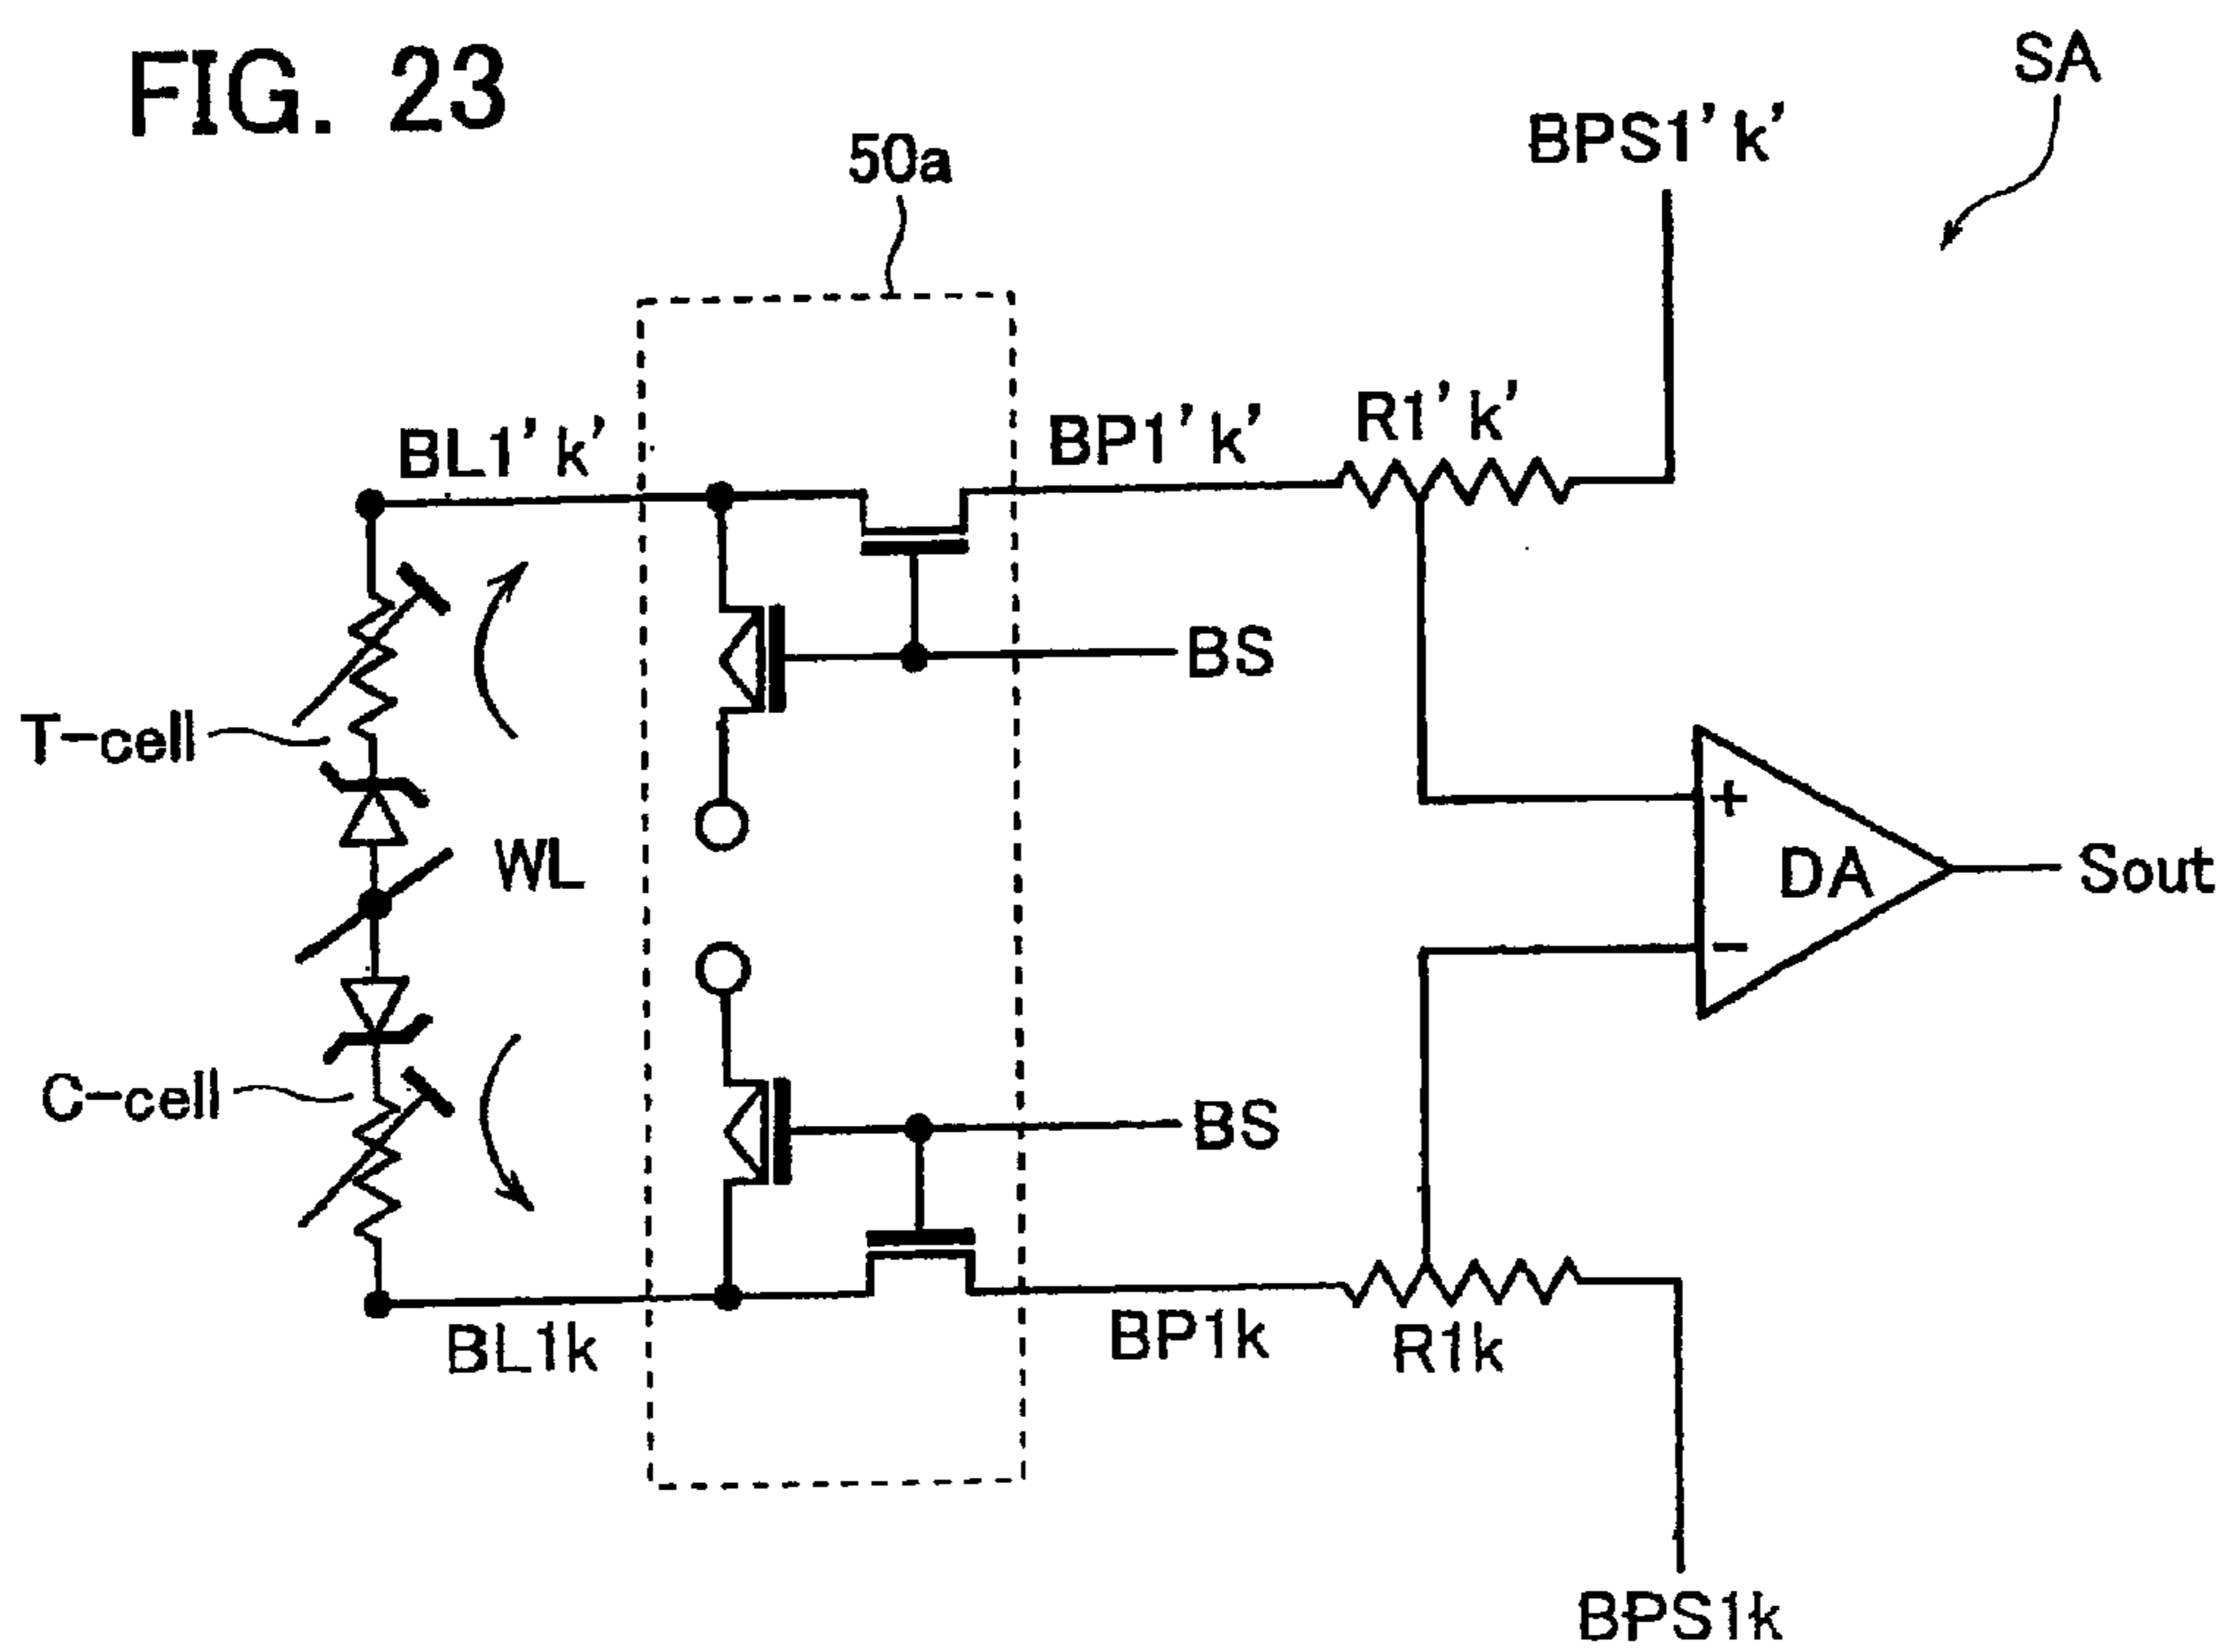 FIG. 23
SA
BPS1'k'
50a
R1'k'
BP1'k'
BL1'k'
BS
T-cell
WL
+
DA
Sout
-
C-cell
BS
BP1k
R1k
BL1k
BPS1k